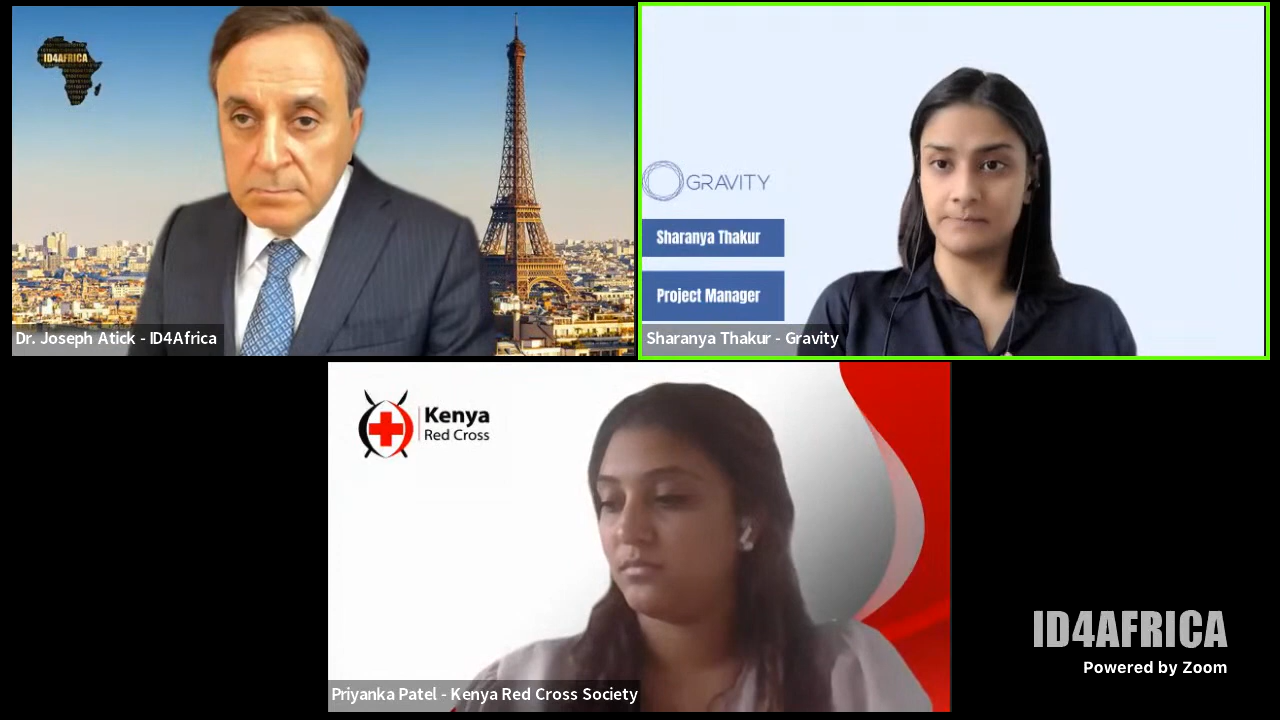 ID4AFRICA
Dr. Joseph Atick - ID4Africa
GRAVITY
Sharanya Thakur
Project Manager
Sharanya Thakur - Gravity
Kenya
Red Cross
Priyanka Patel - Kenya Red Cross Society
ID4AFRICA
Powered by Zoom